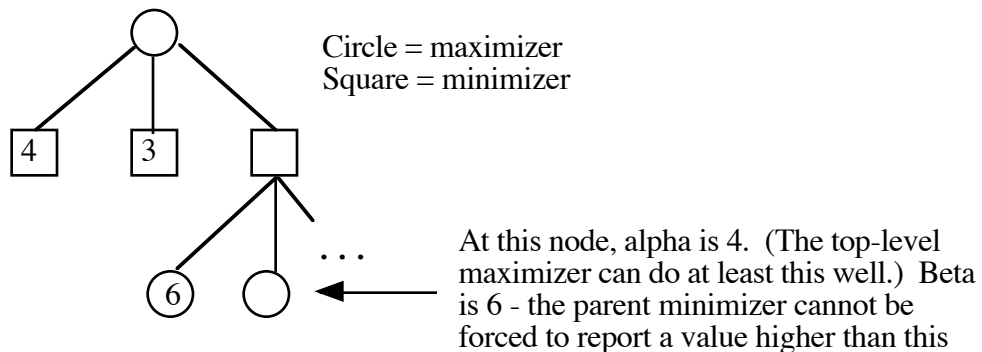 Circle = maximizer
Square = minimizer
4
3
6
. . .
At this node, alpha is 4. (The top-level
maximizer can do at least this well.) Beta
is 6 - the parent minimizer cannot be
forced to report a value higher than this